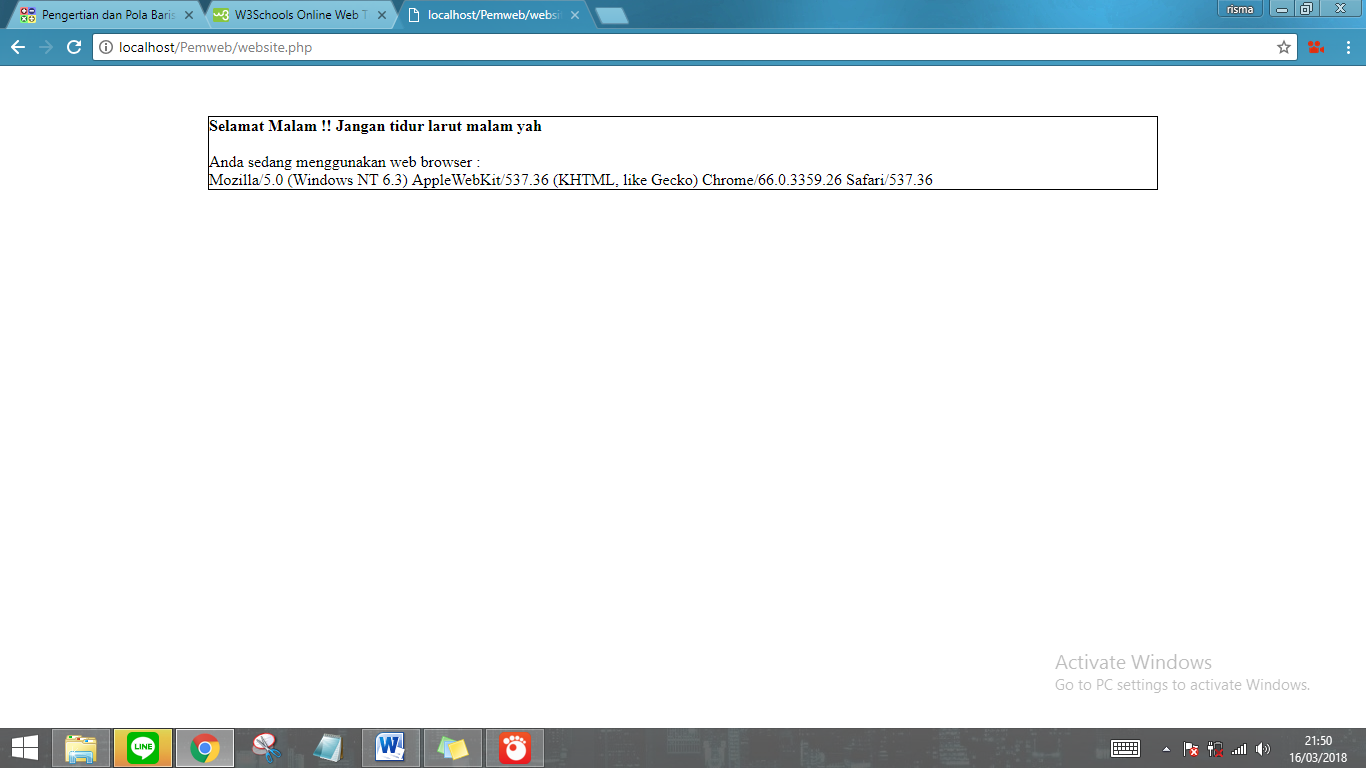 Pengertian dan Pola Baris
W3Schools Online Web T
localhost/Pemweb/webs
risma
localhost/Pemweb/website.php
Selamat Malam !! Jangan tidur larut malam yah
Anda sedang menggunakan web browser :
Mozilla/5.0 (Windows NT 6.3) AppleWebKit/537.36 (KHTML, like Gecko) Chrome/66.0.3359.26 Safari/537.36
Activate Windows
Go to PC settings to activate Windows.
LINE
21:50
16/03/2018